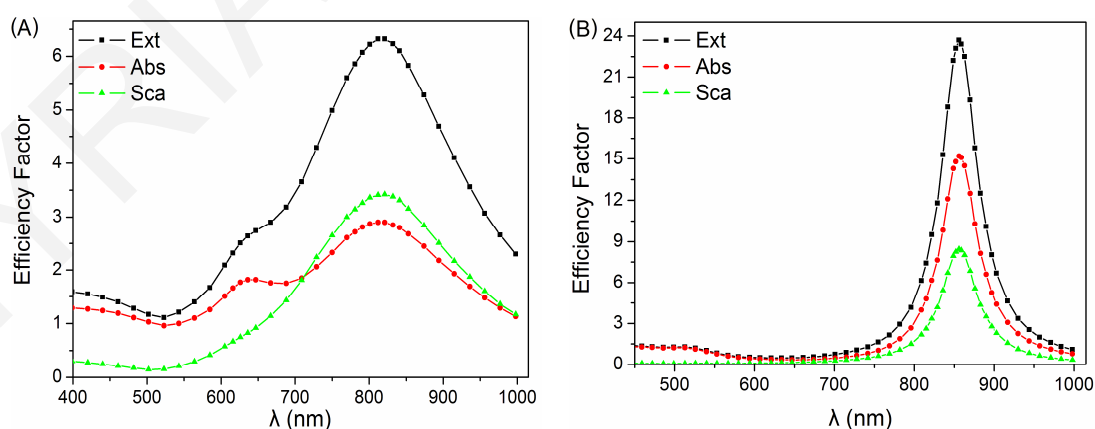 (A)
Ext
Abs
Sca
Efficiency Factor
6
5
4
3
2
1
0
400 500 600 700 800 900 1000
λ (nm)
(B)
Ext
Abs
Sca
Efficiency Factor
24
21
18
15
12
9
6
3
0
500 600 700 800 900 1000
λ (nm)
YRIA